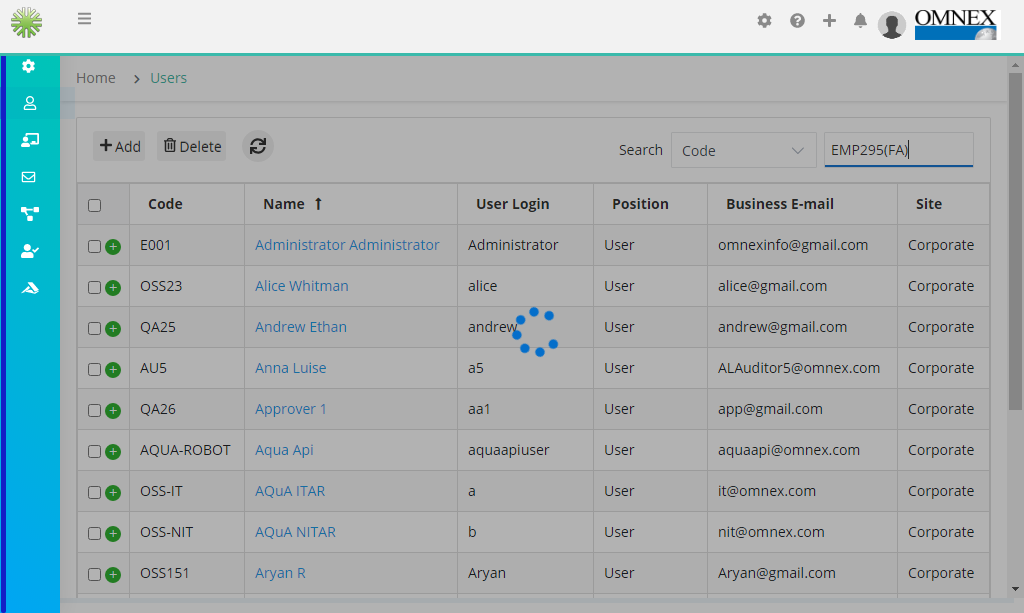 OMNEX
Home > Users
Add Delete Search Code EMP295(FA)
Code Name ↑ User Login Position Business E-mail Site
E001 Administrator Administrator Administrator User omnexinfo@gmail.com Corporate
OSS23 Alice Whitman alice User alice@gmail.com Corporate
QA25 Andrew Ethan andrew User andrew@gmail.com Corporate
AU5 Anna Luise a5 User ALAuditor5@omnex.com Corporate
QA26 Approver 1 aa1 User app@gmail.com Corporate
AQUA-ROBOT Aqua Api aquaapiuser User aquaapi@omnex.com Corporate
OSS-IT AQuA ITAR a User it@omnex.com Corporate
OSS-NIT AQuA NITAR b User nit@omnex.com Corporate
OSS151 Aryan R Aryan User Aryan@gmail.com Corporate